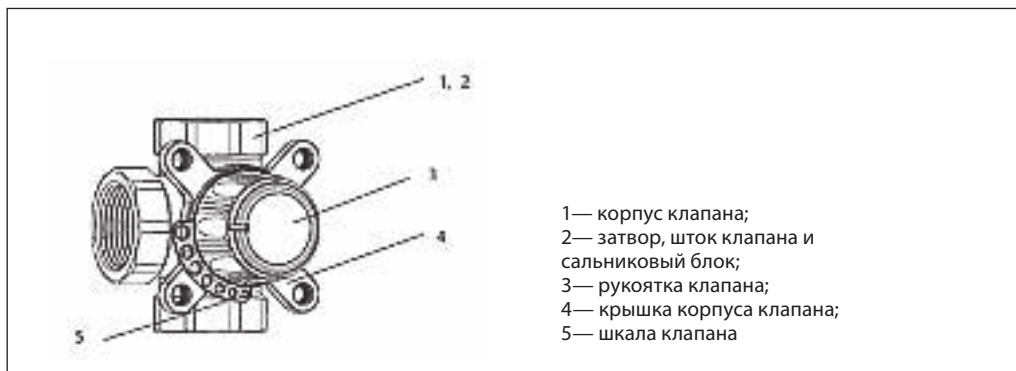 1, 2
3
4
5
1— корпус клапана;
2— затвор, шток клапана и
сальниковый блок;
3— рукоятка клапана;
4— крышка корпуса клапана;
5— шкала клапана